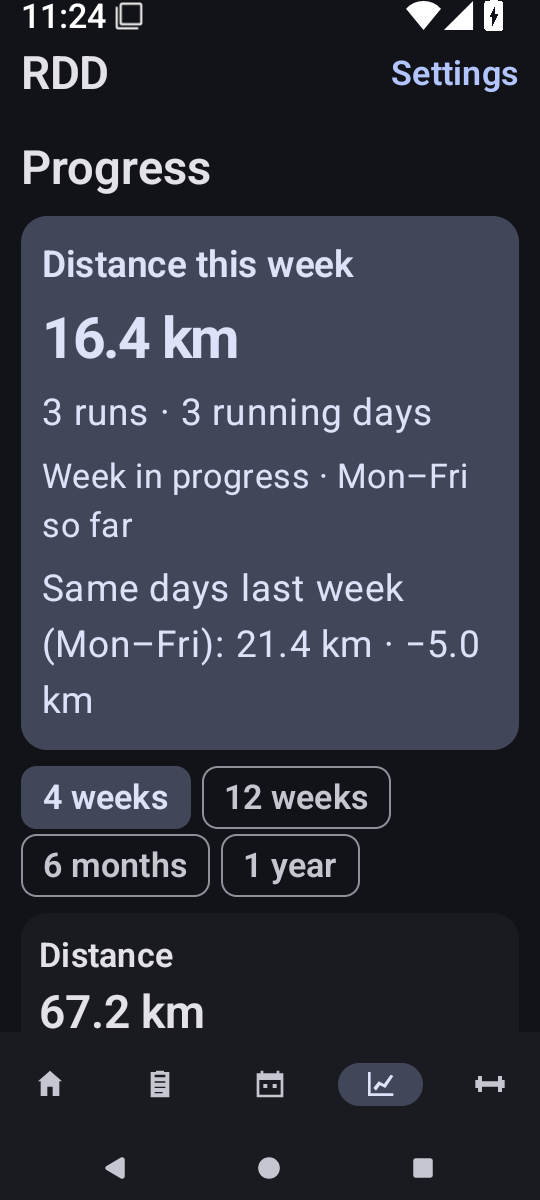 11:24
RDD
Settings
Progress
Distance this week
16.4 km
3 runs · 3 running days
Week in progress · Mon–Fri
so far
Same days last week
(Mon–Fri): 21.4 km · −5.0
km
4 weeks
12 weeks
6 months
1 year
Distance
67.2 km